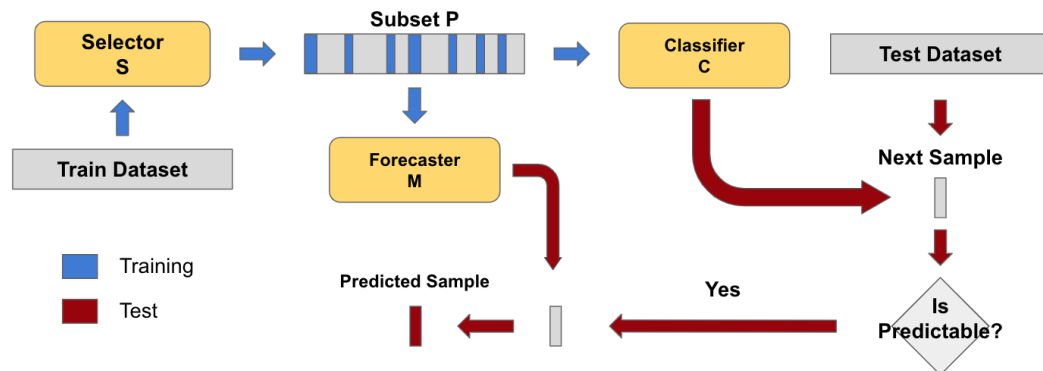 Selector
S
Subset P
Classifier
C
Test Dataset
Train Dataset
Forecaster
M
Next Sample
Training
Test
Predicted Sample
Yes
Is
Predictable?